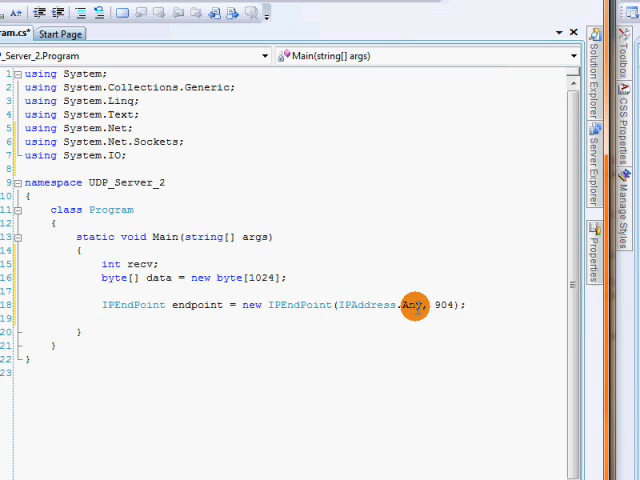 ram.cs* Start Page
P_Server_2.Program Main(string[] args)
1 using System;
2 using System.Collections.Generic;
3 using System.Linq;
4 using System.Text;
5 using System.Net;
6 using System.Net.Sockets;
7 using System.IO;
8
9 namespace UDP_Server_2
10 {
11 class Program
12 {
13 static void Main(string[] args)
14 {
15 int recv;
16 byte[] data = new byte[1024];
17
18 IPEndPoint endpoint = new IPEndPoint(IPAddress.Any, 904);
19
20 }
21 }
22 }
23
Solution Explorer
Server Explorer
Properties
Toolbox
CSS Properties
Manage Styles